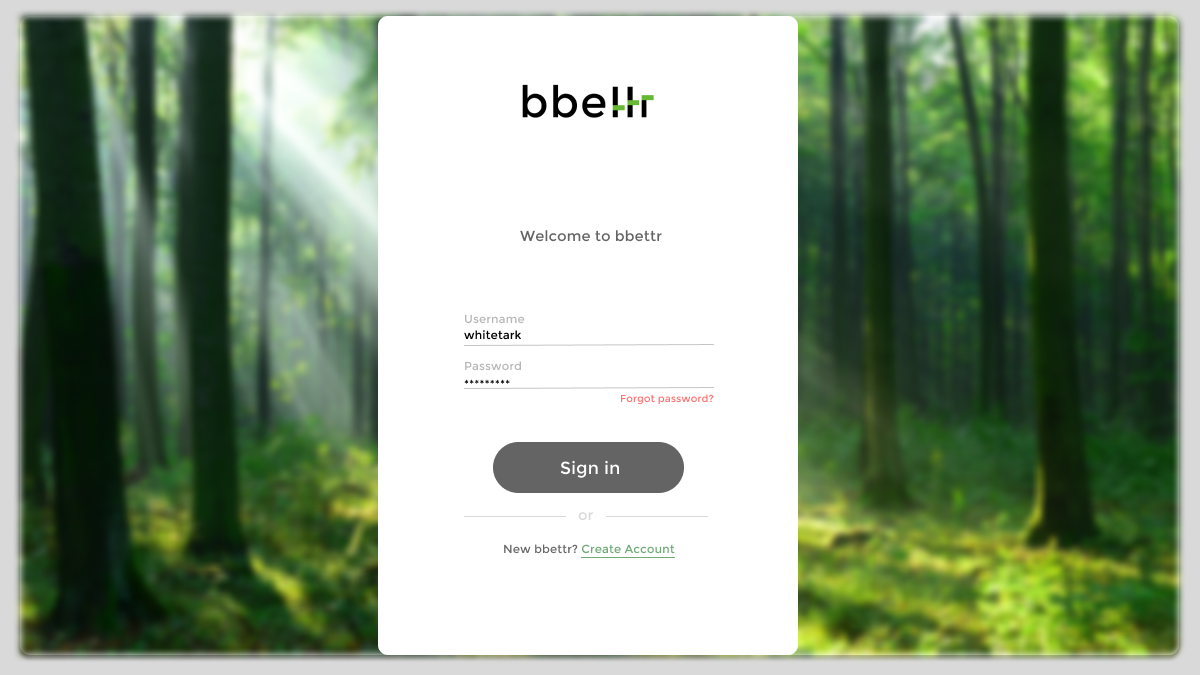 bbettr
Welcome to bbettr
Username
whitetark
Password
*********
Forgot password?
Sign in
or
New bbettr? Create Account